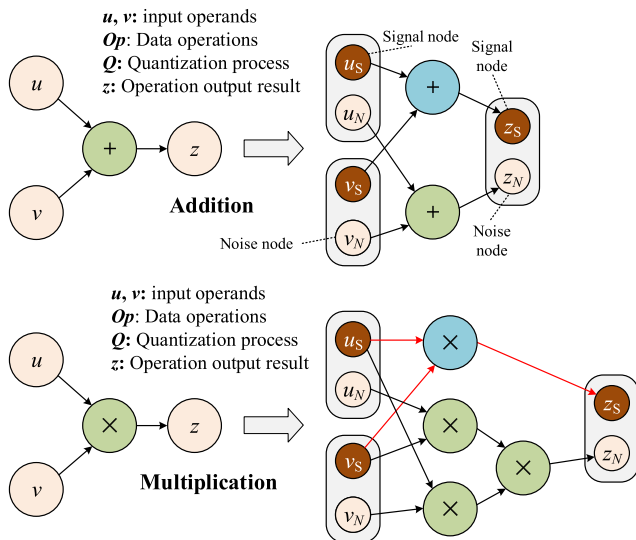 u, v: input operands
Op: Data operations
Q: Quantization process
z: Operation output result
u
+
z
v
Addition
Signal node
Signal node
u_S
u_N
+
z_S
v_S
z_N
+
v_N
Noise node
Noise node
u, v: input operands
Op: Data operations
Q: Quantization process
z: Operation output result
u
×
z
v
Multiplication
u_S
×
u_N
z_S
×
v_S
×
z_N
v_N
×